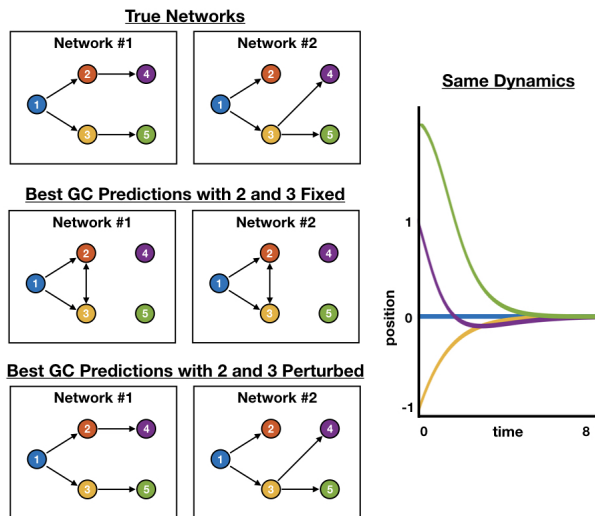 True Networks
Network #1
Network #2
2
4
1
3
5
2
4
1
3
5
Best GC Predictions with 2 and 3 Fixed
Network #1
Network #2
2
4
1
3
5
2
4
1
3
5
Best GC Predictions with 2 and 3 Perturbed
Network #1
Network #2
2
4
1
3
5
2
4
1
3
5
Same Dynamics
position
1
0
-1
0
time
8